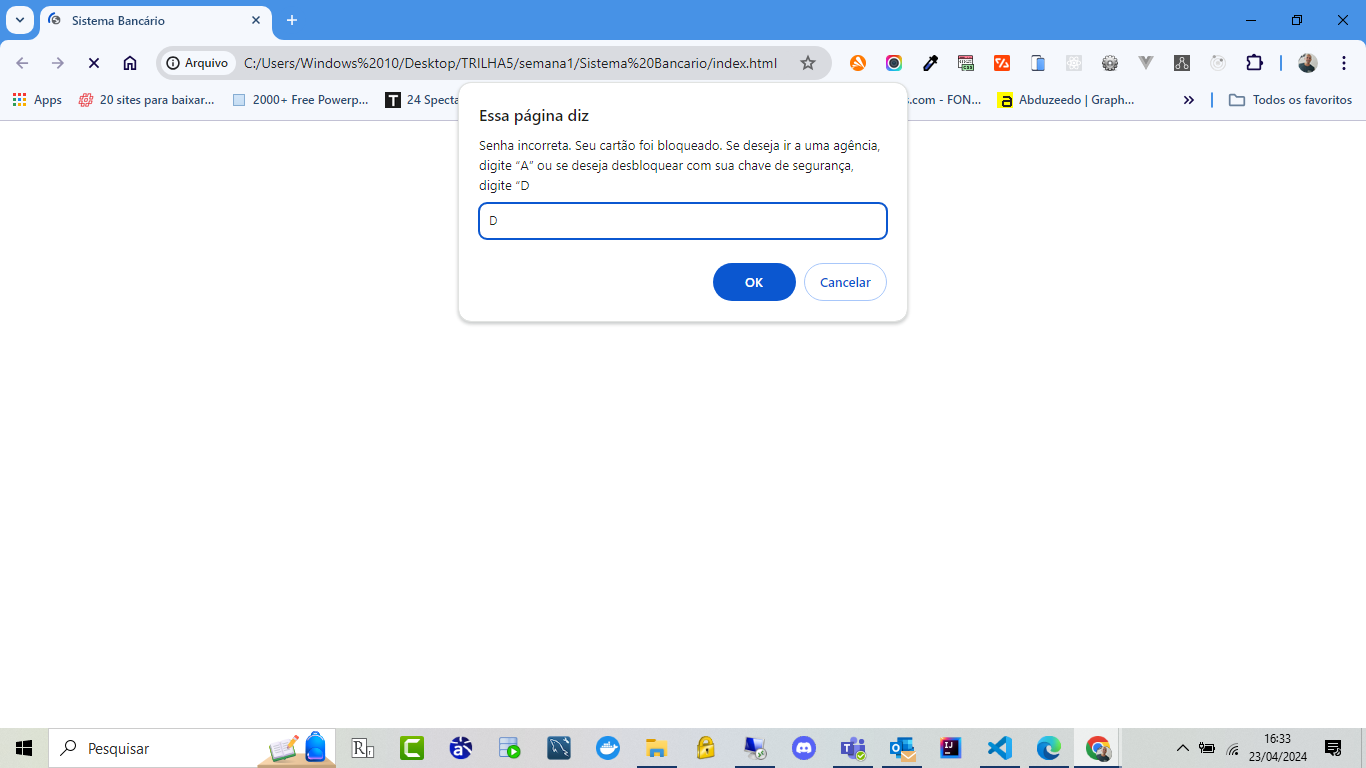 Sistema Bancário
Arquivo
C:/Users/Windows%2010/Desktop/TRILHA5/semana1/Sistema%20Bancario/index.html
Apps
20 sites para baixar...
2000+ Free Powerp...
24 Specta
s.com - FON...
Abduzeedo | Graph...
Todos os favoritos
Essa página diz
Senha incorreta. Seu cartão foi bloqueado. Se deseja ir a uma agência,
digite “A” ou se deseja desbloquear com sua chave de segurança,
digite “D
D
OK
Cancelar
Pesquisar
16:33
23/04/2024